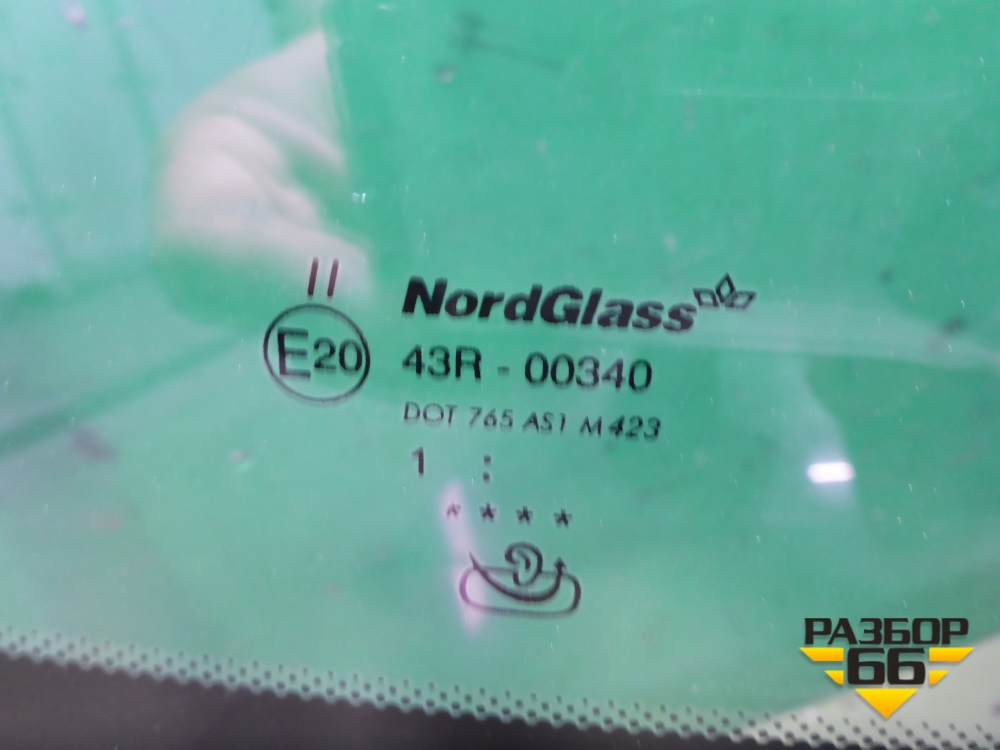 II
NordGlass
E20
43R - 00340
DOT 765 AS1 M423
1 :
* * * *
РАЗБОР
66